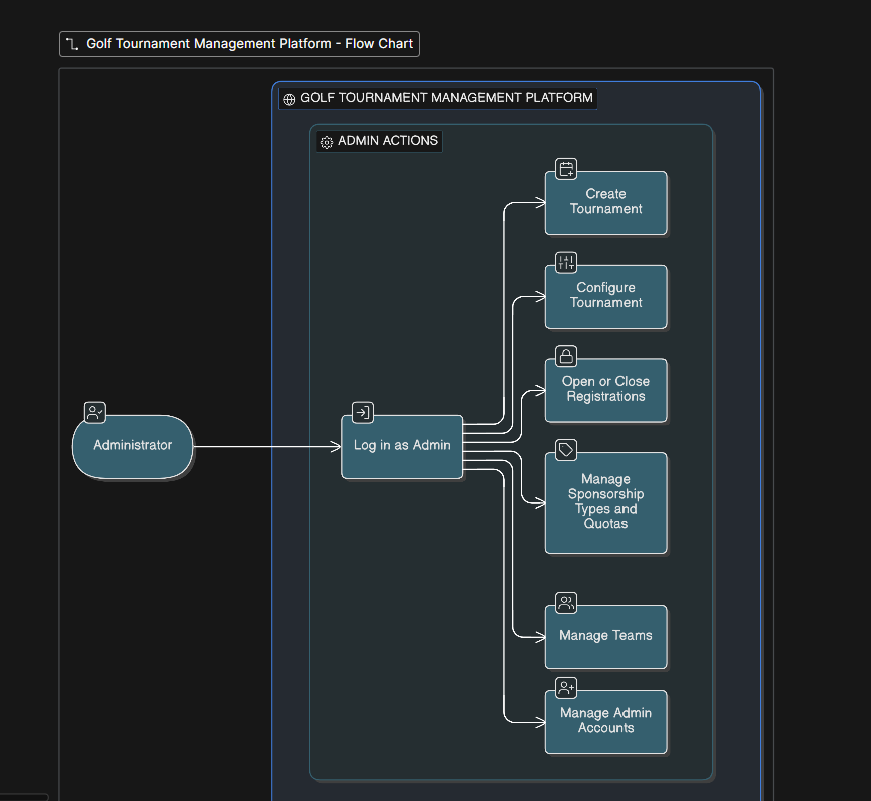 Golf Tournament Management Platform - Flow Chart
GOLF TOURNAMENT MANAGEMENT PLATFORM
ADMIN ACTIONS
Create
Tournament
Configure
Tournament
Open or Close
Registrations
Administrator
Log in as Admin
Manage
Sponsorship
Types and
Quotas
Manage Teams
Manage Admin
Accounts